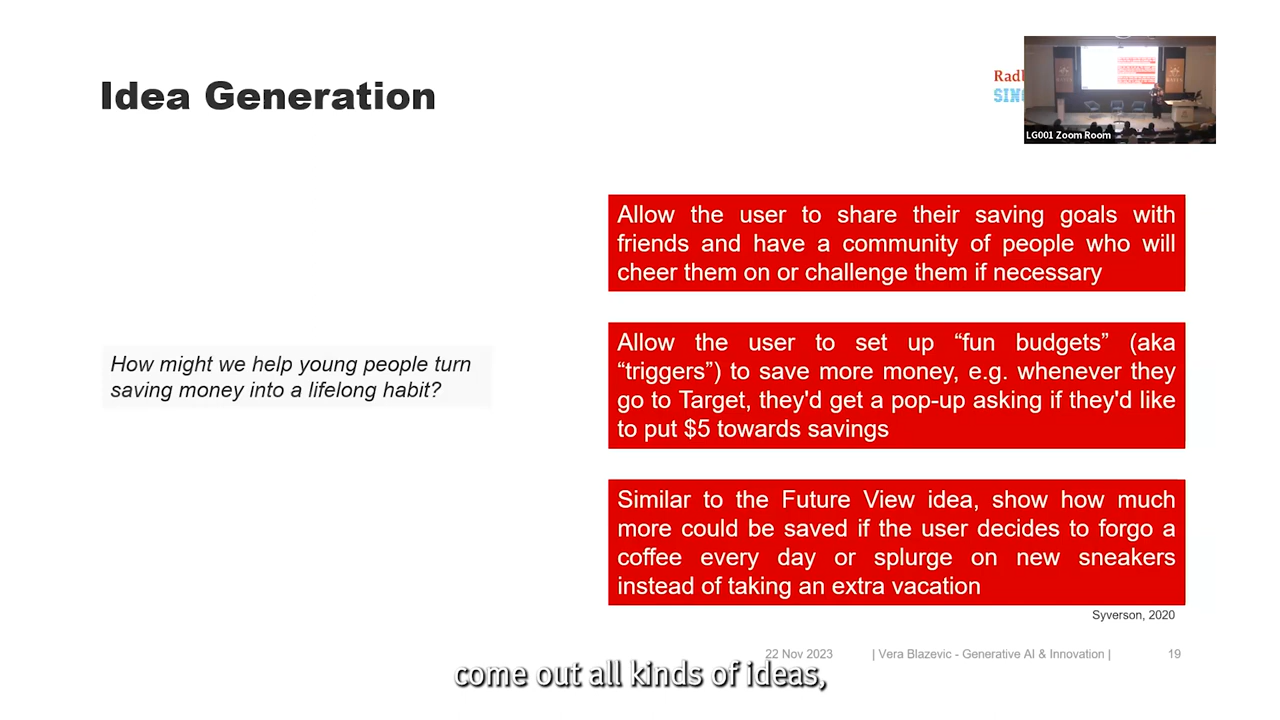 Idea Generation
LG001 Zoom Room
Allow the user to share their saving goals with
friends and have a community of people who will
cheer them on or challenge them if necessary
How might we help young people turn
saving money into a lifelong habit?
Allow the user to set up “fun budgets” (aka
“triggers”) to save more money, e.g. whenever they
go to Target, they'd get a pop-up asking if they'd like
to put $5 towards savings
Similar to the Future View idea, show how much
more could be saved if the user decides to forgo a
coffee every day or splurge on new sneakers
instead of taking an extra vacation
Syverson, 2020
22 Nov 2023 | Vera Blazevic - Generative AI & Innovation | 19
come out all kinds of ideas,